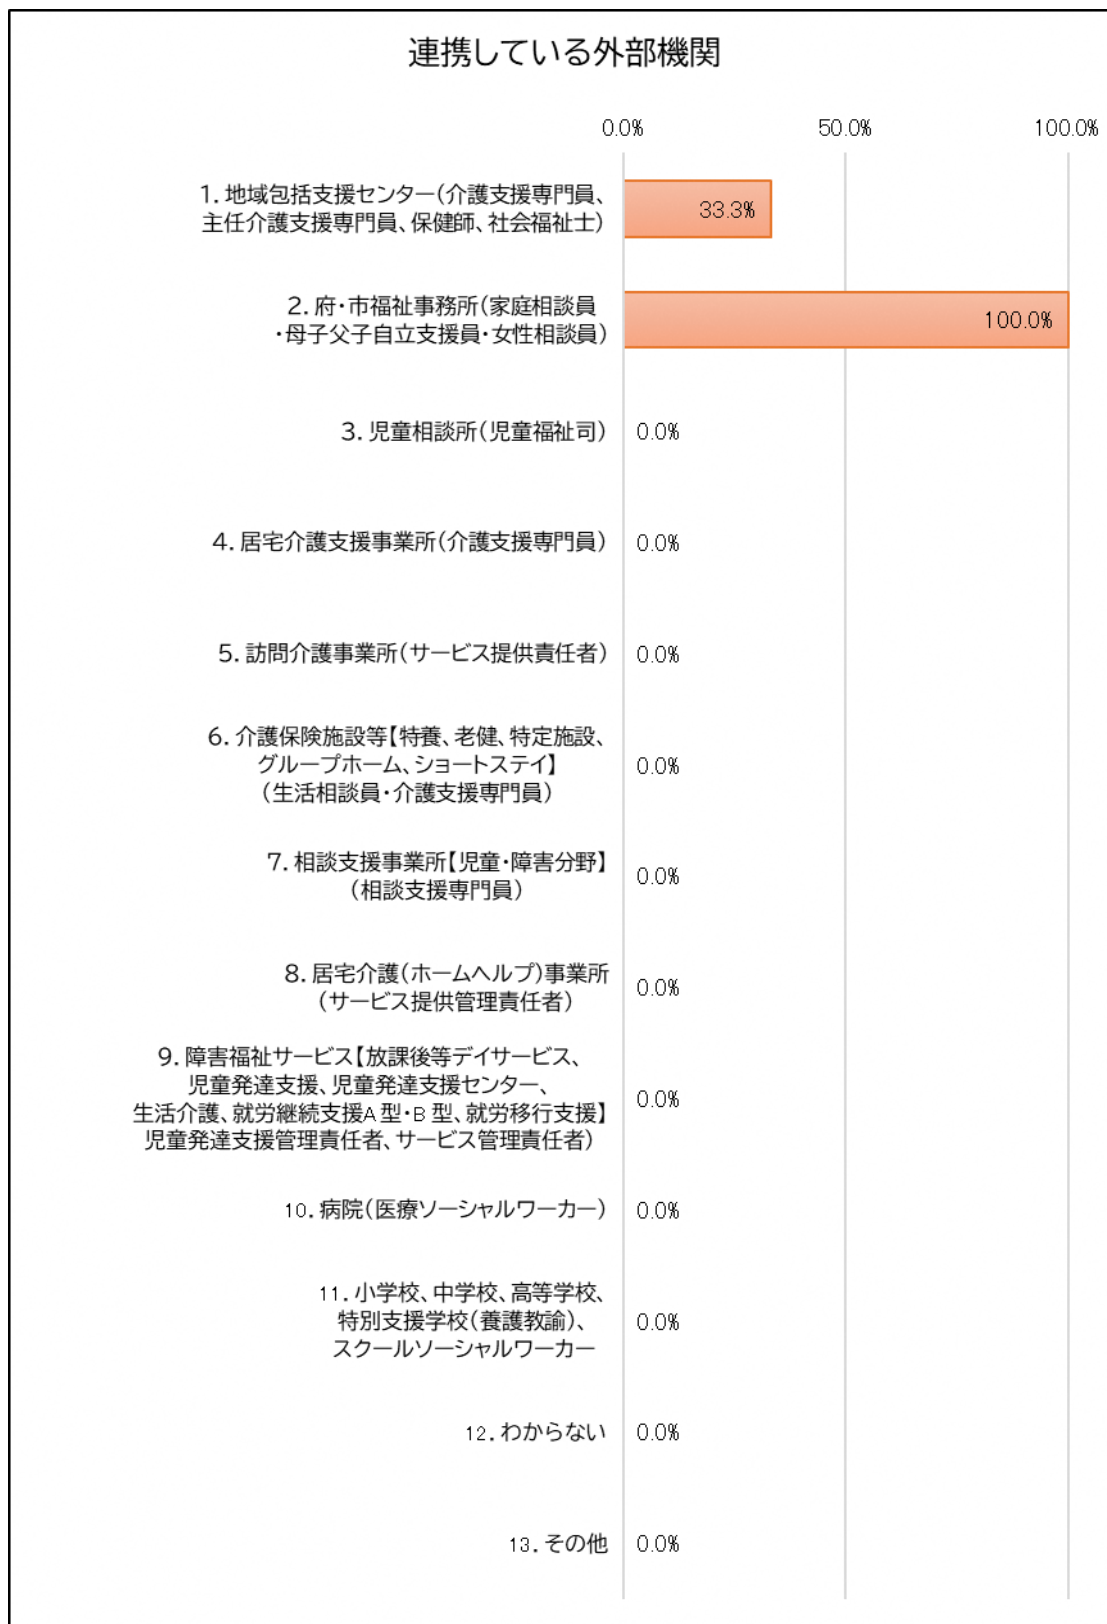 連携している外部機関
0.0% 50.0% 100.0%
1. 地域包括支援センター(介護支援専門員、
主任介護支援専門員、保健師、社会福祉士)
33.3%
2. 府・市福祉事務所(家庭相談員
・母子父子自立支援員・女性相談員)
100.0%
3. 児童相談所(児童福祉司)
0.0%
4. 居宅介護支援事業所(介護支援専門員)
0.0%
5. 訪問介護事業所(サービス提供責任者)
0.0%
6. 介護保険施設等【特養、老健、特定施設、
グループホーム、ショートステイ】
(生活相談員・介護支援専門員)
0.0%
7. 相談支援事業所【児童・障害分野】
(相談支援専門員)
0.0%
8. 居宅介護(ホームヘルプ)事業所
(サービス提供管理責任者)
0.0%
9. 障害福祉サービス【放課後等デイサービス、
児童発達支援、児童発達支援センター、
生活介護、就労継続支援A型・B型、就労移行支援】
児童発達支援管理責任者、サービス管理責任者)
0.0%
10. 病院(医療ソーシャルワーカー)
0.0%
11. 小学校、中学校、高等学校、
特別支援学校(養護教諭)、
スクールソーシャルワーカー
0.0%
12. わからない
0.0%
13. その他
0.0%